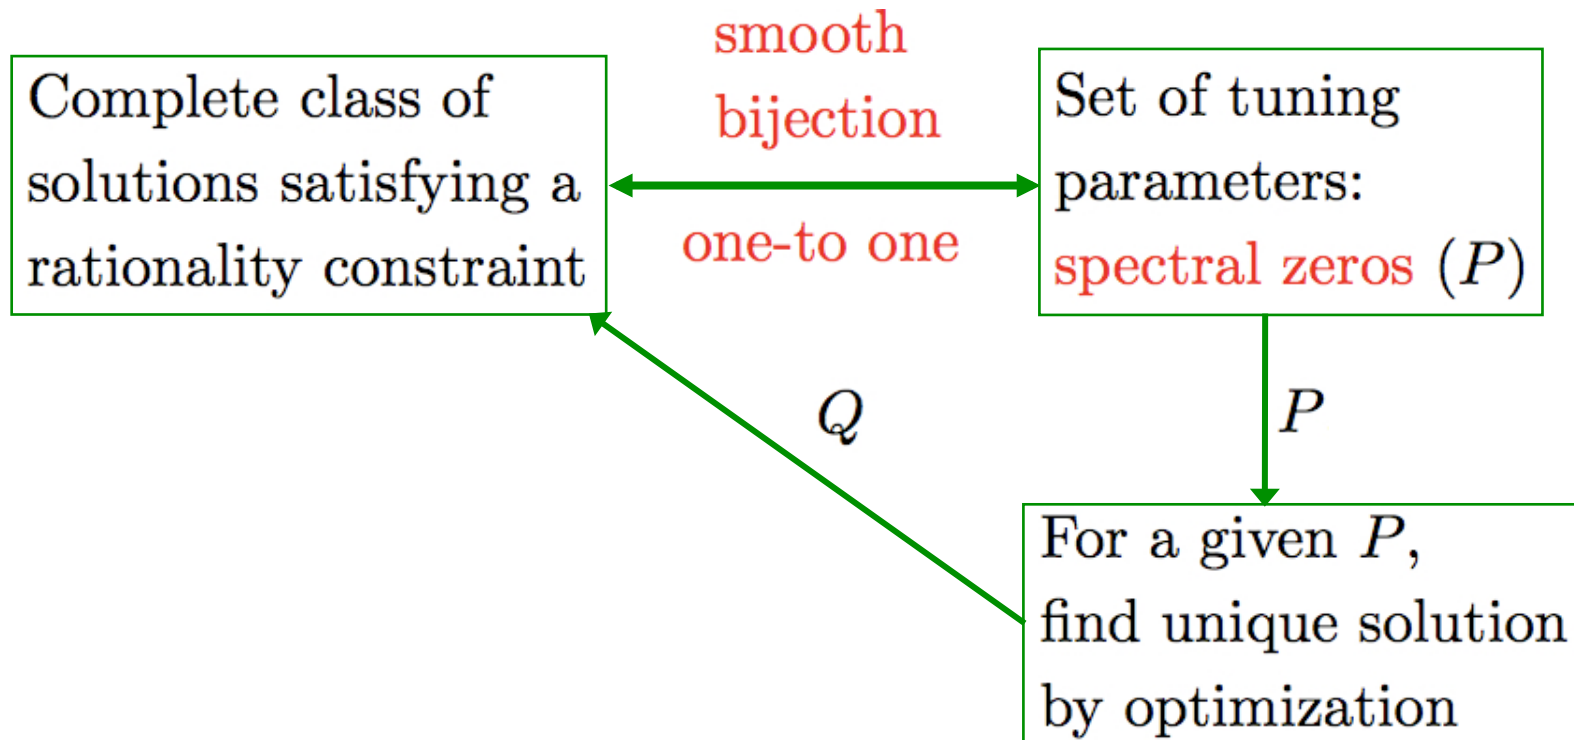 Complete class of
solutions satisfying a
rationality constraint
smooth
bijection
one-to one
Set of tuning
parameters:
spectral zeros (P)
Q
P
For a given P,
find unique solution
by optimization